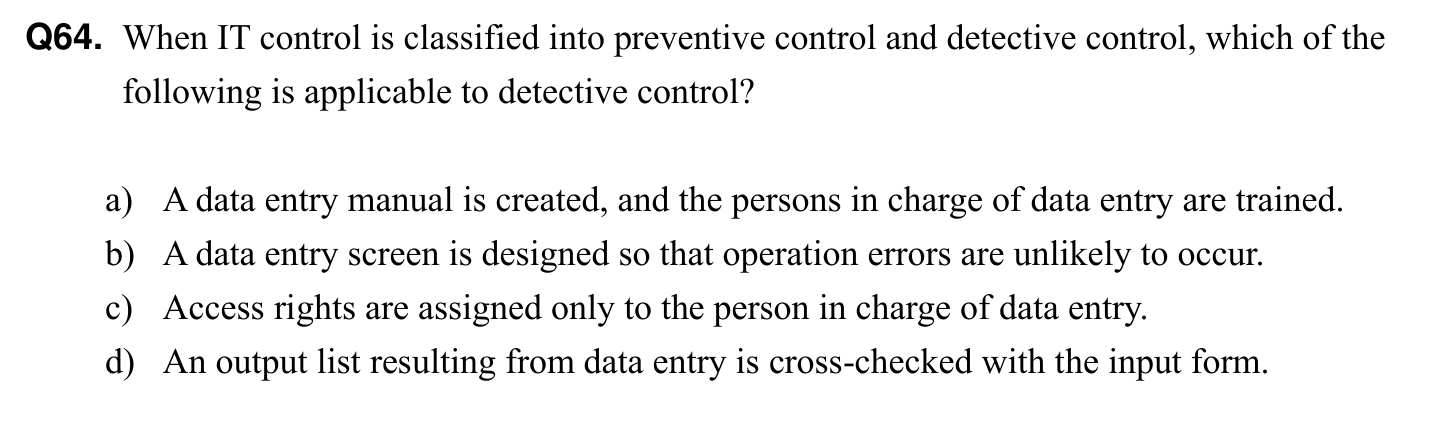 Q64. When IT control is classified into preventive control and detective control, which of the
following is applicable to detective control?
a) A data entry manual is created, and the persons in charge of data entry are trained.
b) A data entry screen is designed so that operation errors are unlikely to occur.
c) Access rights are assigned only to the person in charge of data entry.
d) An output list resulting from data entry is cross-checked with the input form.